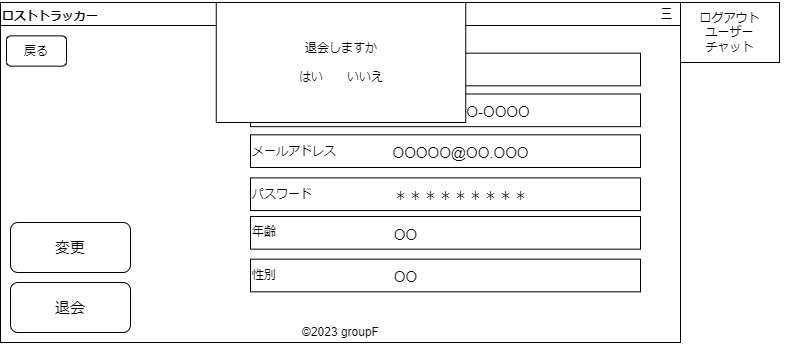 ロストトラッカー
三
ログアウト
ユーザー
チャット
戻る
退会しますか
はい いいえ
O-OOOO
メールアドレス OOOOO@OO.OOO
パスワード ＊＊＊＊＊＊＊＊＊
年齢 OO
性別 OO
変更
退会
©2023 groupF